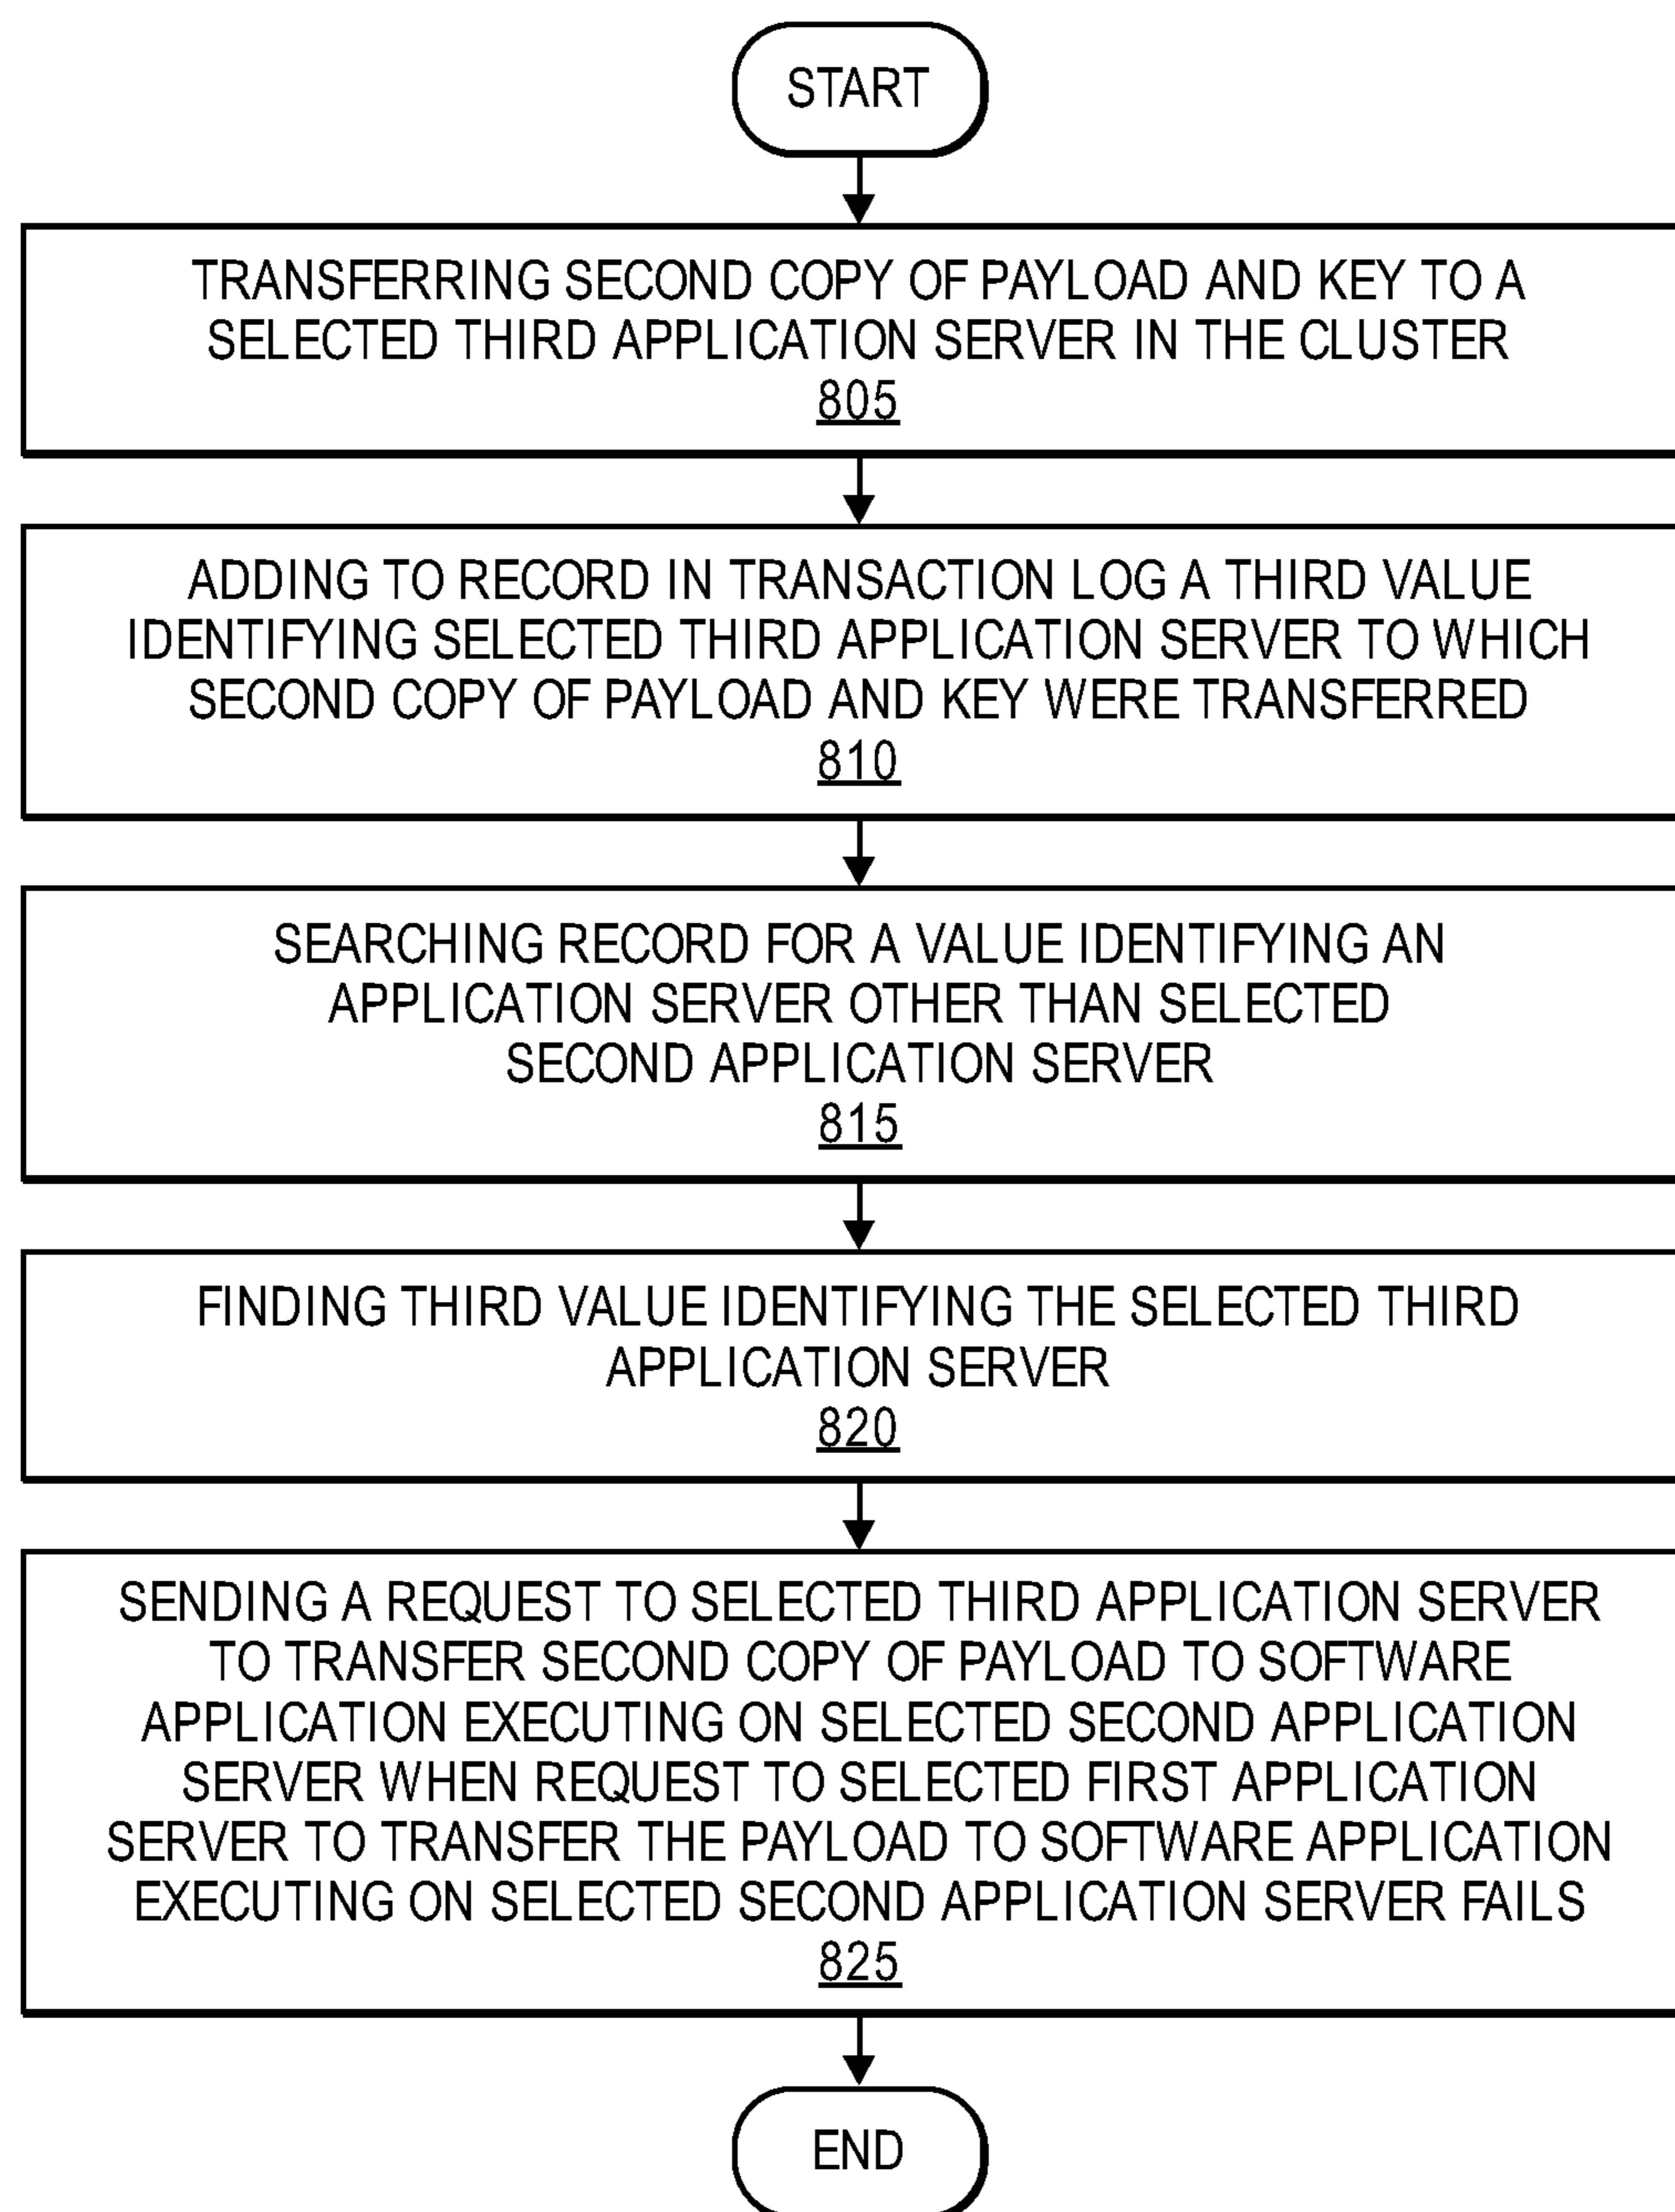 START
TRANSFERRING SECOND COPY OF PAYLOAD AND KEY TO A
SELECTED THIRD APPLICATION SERVER IN THE CLUSTER
805
ADDING TO RECORD IN TRANSACTION LOG A THIRD VALUE
IDENTIFYING SELECTED THIRD APPLICATION SERVER TO WHICH
SECOND COPY OF PAYLOAD AND KEY WERE TRANSFERRED
810
SEARCHING RECORD FOR A VALUE IDENTIFYING AN
APPLICATION SERVER OTHER THAN SELECTED
SECOND APPLICATION SERVER
815
FINDING THIRD VALUE IDENTIFYING THE SELECTED THIRD
APPLICATION SERVER
820
SENDING A REQUEST TO SELECTED THIRD APPLICATION SERVER
TO TRANSFER SECOND COPY OF PAYLOAD TO SOFTWARE
APPLICATION EXECUTING ON SELECTED SECOND APPLICATION
SERVER WHEN REQUEST TO SELECTED FIRST APPLICATION
SERVER TO TRANSFER THE PAYLOAD TO SOFTWARE APPLICATION
EXECUTING ON SELECTED SECOND APPLICATION SERVER FAILS
825
END